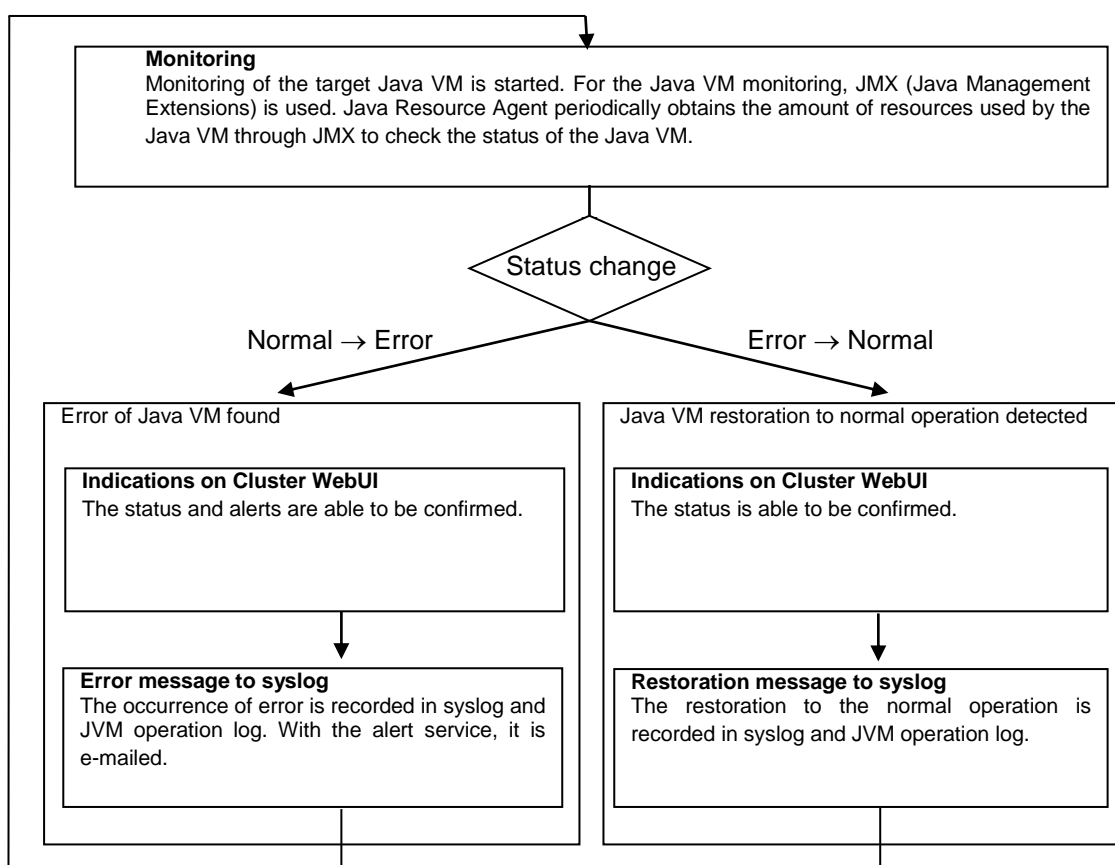 Monitoring
Monitoring of the target Java VM is started. For the Java VM monitoring, JMX (Java Management
Extensions) is used. Java Resource Agent periodically obtains the amount of resources used by the
Java VM through JMX to check the status of the Java VM.
Status change
Normal → Error
Error → Normal
Error of Java VM found
Indications on Cluster WebUI
The status and alerts are able to be confirmed.
Error message to syslog
The occurrence of error is recorded in syslog and
JVM operation log. With the alert service, it is
e-mailed.
Java VM restoration to normal operation detected
Indications on Cluster WebUI
The status is able to be confirmed.
Restoration message to syslog
The restoration to the normal operation is
recorded in syslog and JVM operation log.